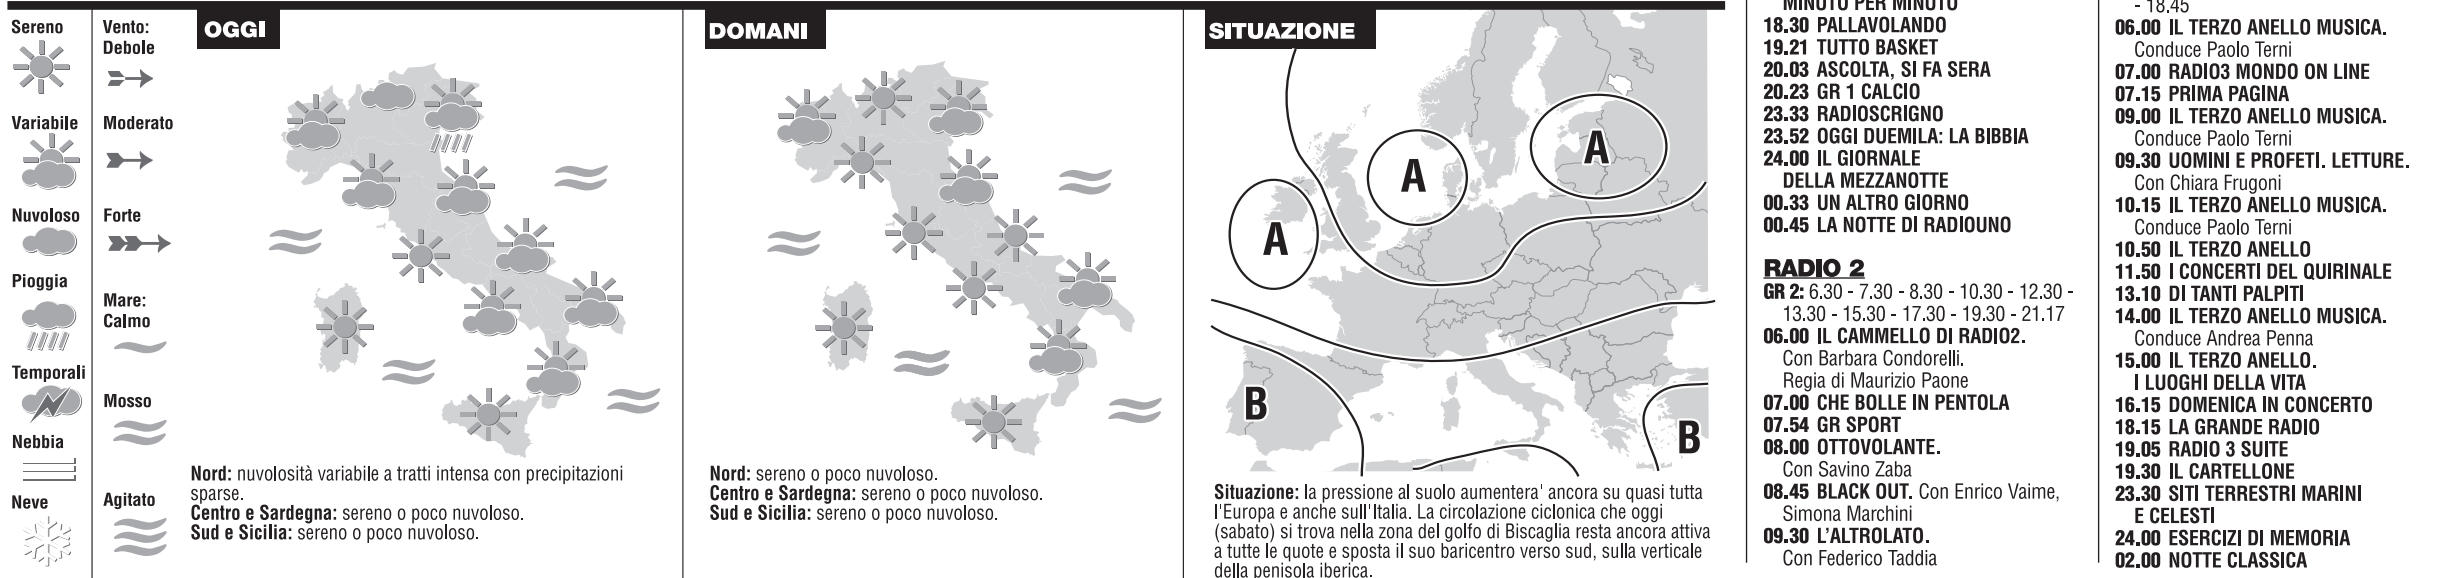 Sereno
Variabile
Nuvoloso
Pioggia
Temporali
Nebbia
Neve
Vento:
Debole
Moderato
Forte
Mare:
Calmo
Mosso
Agitato
OGGI
Nord: nuvolosità variabile a tratti intensa con precipitazioni
sparse.
Centro e Sardegna: sereno o poco nuvoloso.
Sud e Sicilia: sereno o poco nuvoloso.
DOMANI
Nord: sereno o poco nuvoloso.
Centro e Sardegna: sereno o poco nuvoloso.
Sud e Sicilia: sereno o poco nuvoloso.
SITUAZIONE
A
A
A
B
B
Situazione: la pressione al suolo aumentera' ancora su quasi tutta
l'Europa e anche sull'Italia. La circolazione ciclonica che oggi
(sabato) si trova nella zona del golfo di Biscaglia resta ancora attiva
a tutte le quote e sposta il suo baricentro verso sud, sulla verticale
della penisola iberica.
MINUTO PER MINUTO
18.30 PALLAVOLANDO
19.21 TUTTO BASKET
20.03 ASCOLTA, SI FA SERA
20.23 GR 1 CALCIO
23.33 RADIOSCRIGNO
23.52 OGGI DUEMILA: LA BIBBIA
24.00 IL GIORNALE
DELLA MEZZANOTTE
00.33 UN ALTRO GIORNO
00.45 LA NOTTE DI RADIOUNO
RADIO 2
GR 2: 6.30 - 7.30 - 8.30 - 10.30 - 12.30 -
13.30 - 15.30 - 17.30 - 19.30 - 21.17
06.00 IL CAMMELLO DI RADIO2.
Con Barbara Condorelli.
Regia di Maurizio Paone
07.00 CHE BOLLE IN PENTOLA
07.54 GR SPORT
08.00 OTTOVOLANTE.
Con Savino Zaba
08.45 BLACK OUT. Con Enrico Vaime,
Simona Marchini
09.30 L'ALTROLATO.
Con Federico Taddia
- 18.45
06.00 IL TERZO ANELLO MUSICA.
Conduce Paolo Terni
07.00 RADIO3 MONDO ON LINE
07.15 PRIMA PAGINA
09.00 IL TERZO ANELLO MUSICA.
Conduce Paolo Terni
09.30 UOMINI E PROFETI. LETTURE.
Con Chiara Frugoni
10.15 IL TERZO ANELLO MUSICA.
Conduce Paolo Terni
10.50 IL TERZO ANELLO
11.50 I CONCERTI DEL QUIRINALE
13.10 DI TANTI PALPITI
14.00 IL TERZO ANELLO MUSICA.
Conduce Andrea Penna
15.00 IL TERZO ANELLO.
I LUOGHI DELLA VITA
16.15 DOMENICA IN CONCERTO
18.15 LA GRANDE RADIO
19.05 RADIO 3 SUITE
19.30 IL CARTELLONE
23.30 SITI TERRESTRI MARINI
E CELESTI
24.00 ESERCIZI DI MEMORIA
02.00 NOTTE CLASSICA